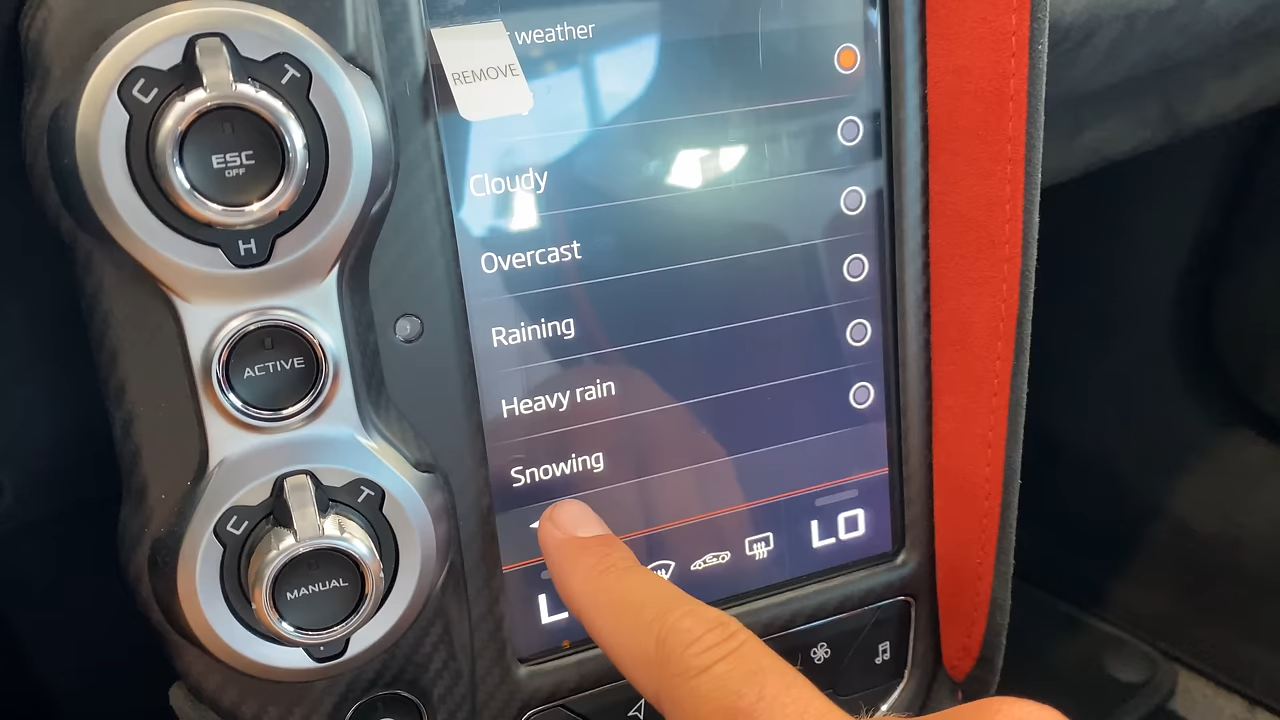 weather
REMOVE
Cloudy
Overcast
Raining
Heavy rain
Snowing
LO
L
C
T
ESC
OFF
H
ACTIVE
C
T
MANUAL